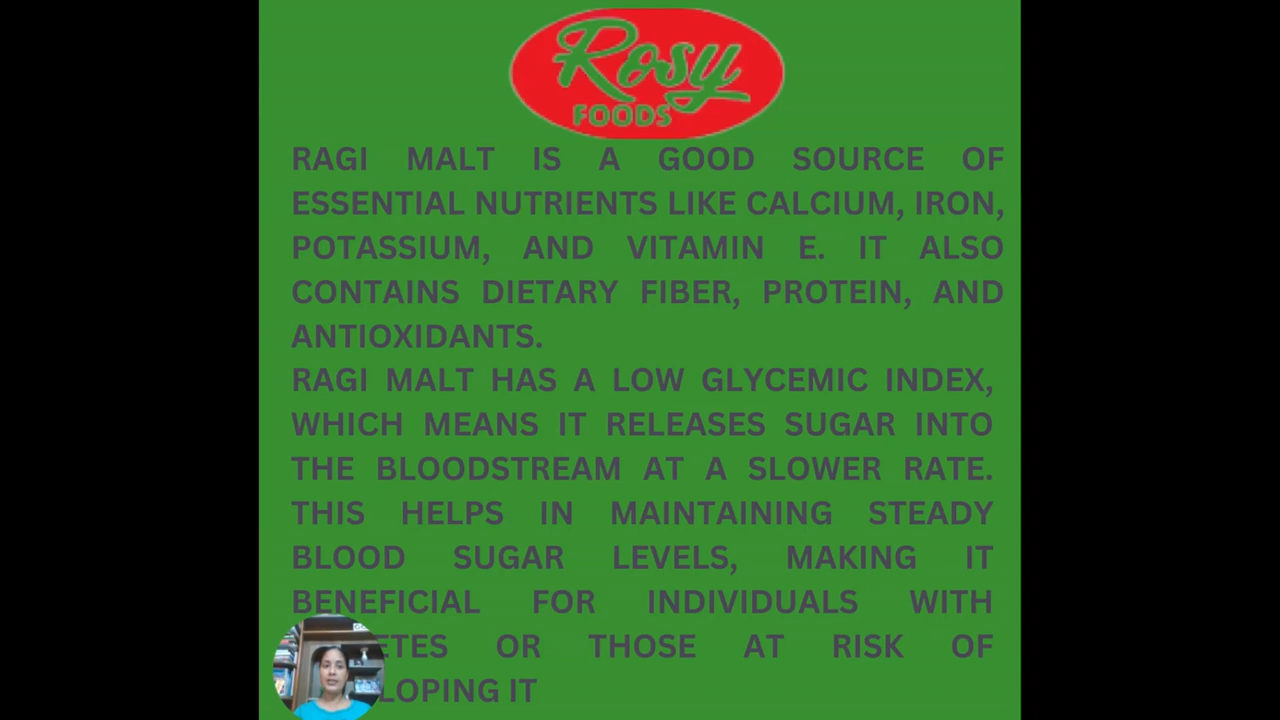 Rosy
FOODS
RAGI MALT IS A GOOD SOURCE OF
ESSENTIAL NUTRIENTS LIKE CALCIUM, IRON,
POTASSIUM, AND VITAMIN E. IT ALSO
CONTAINS DIETARY FIBER, PROTEIN, AND
ANTIOXIDANTS.
RAGI MALT HAS A LOW GLYCEMIC INDEX,
WHICH MEANS IT RELEASES SUGAR INTO
THE BLOODSTREAM AT A SLOWER RATE.
THIS HELPS IN MAINTAINING STEADY
BLOOD SUGAR LEVELS, MAKING IT
BENEFICIAL FOR INDIVIDUALS WITH
OR THOSE AT RISK OF
IT